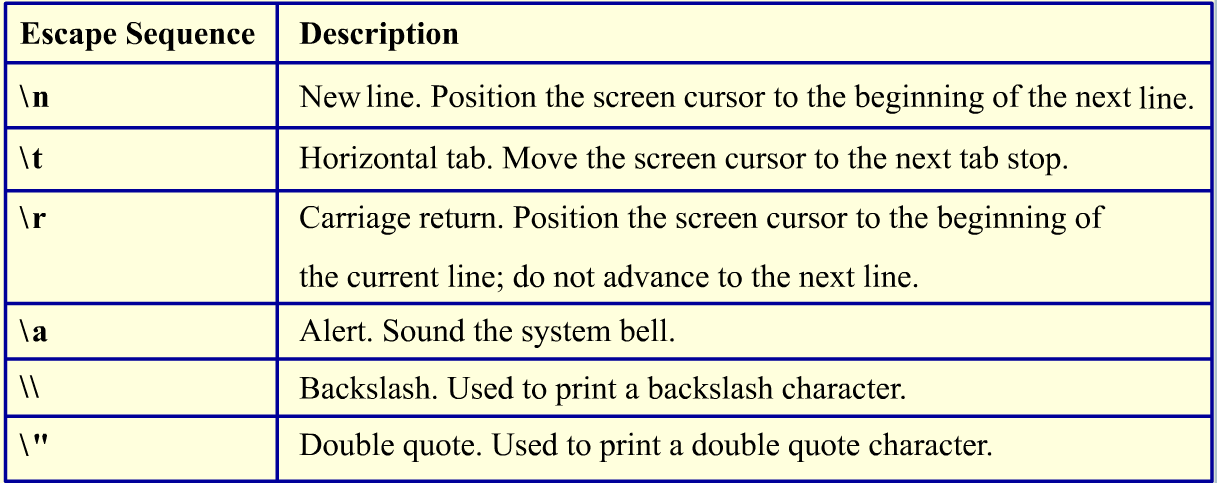 Escape Sequence Description
\n New line. Position the screen cursor to the beginning of the next line.
\t Horizontal tab. Move the screen cursor to the next tab stop.
\r Carriage return. Position the screen cursor to the beginning of
the current line; do not advance to the next line.
\a Alert. Sound the system bell.
\\ Backslash. Used to print a backslash character.
\" Double quote. Used to print a double quote character.